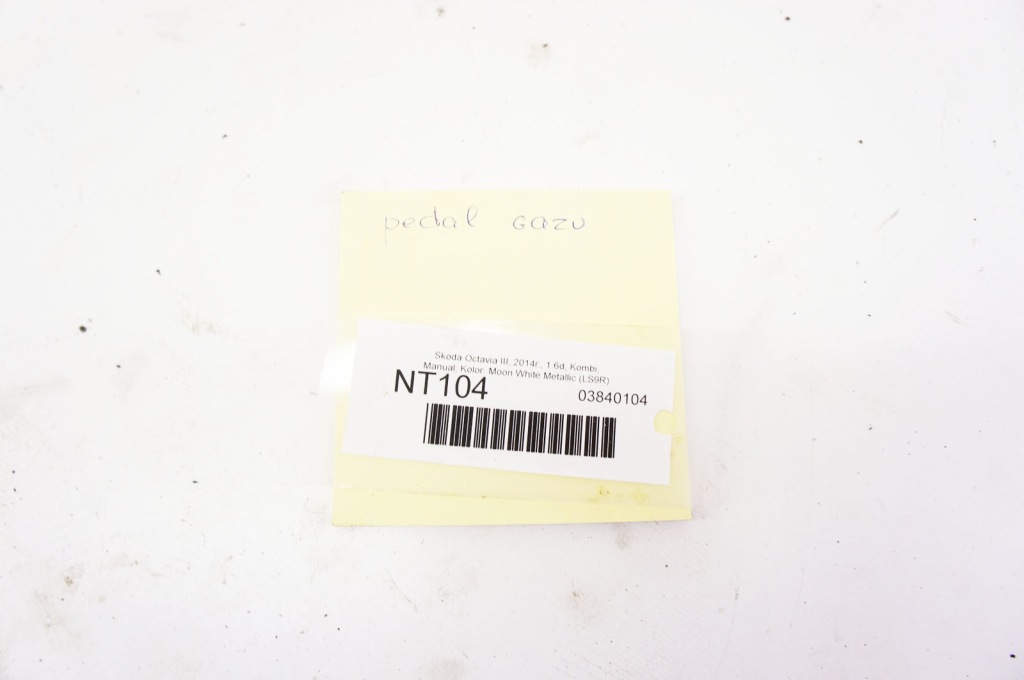 pedal GAZU
Skoda Octavia III, 2014r., 1.6d, Kombi,
Manual, Kolor: Moon White Metallic (LS9R)
NT104 03840104